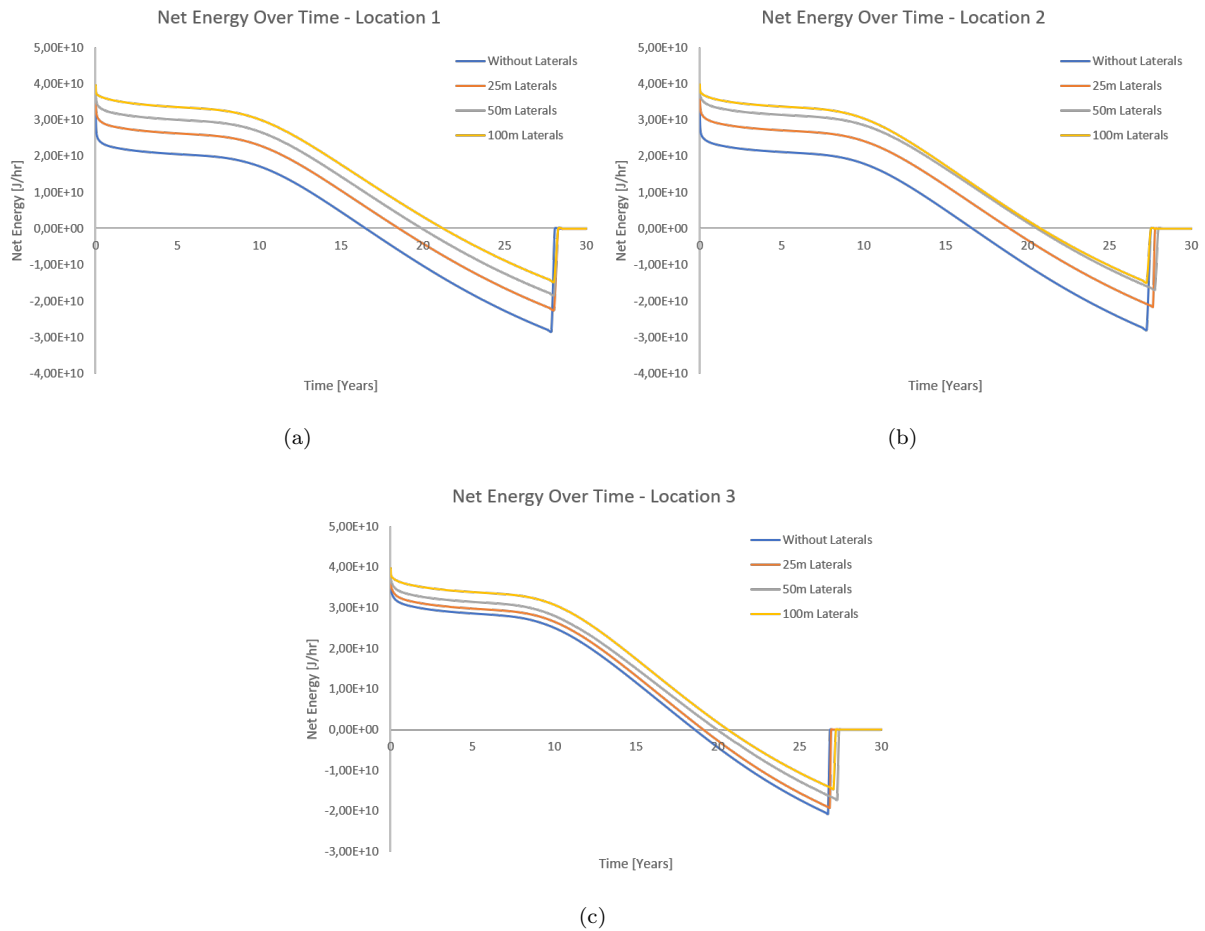 Net Energy Over Time - Location 1
5,00E+10
4,00E+10
3,00E+10
2,00E+10
1,00E+10
0,00E+00
-1,00E+10
-2,00E+10
-3,00E+10
-4,00E+10
Net Energy [J/hr]
0 5 10 15 20 25 30
Time [Years]
Without Laterals
25m Laterals
50m Laterals
100m Laterals
(a)
Net Energy Over Time - Location 2
5,00E+10
4,00E+10
3,00E+10
2,00E+10
1,00E+10
0,00E+00
-1,00E+10
-2,00E+10
-3,00E+10
-4,00E+10
Net Energy [J/hr]
0 5 10 15 20 25 30
Time [Years]
Without Laterals
25m Laterals
50m Laterals
100m Laterals
(b)
Net Energy Over Time - Location 3
5,00E+10
4,00E+10
3,00E+10
2,00E+10
1,00E+10
0,00E+00
-1,00E+10
-2,00E+10
-3,00E+10
Net Energy [J/hr]
0 5 10 15 20 25 30
Time [Years]
Without Laterals
25m Laterals
50m Laterals
100m Laterals
(c)